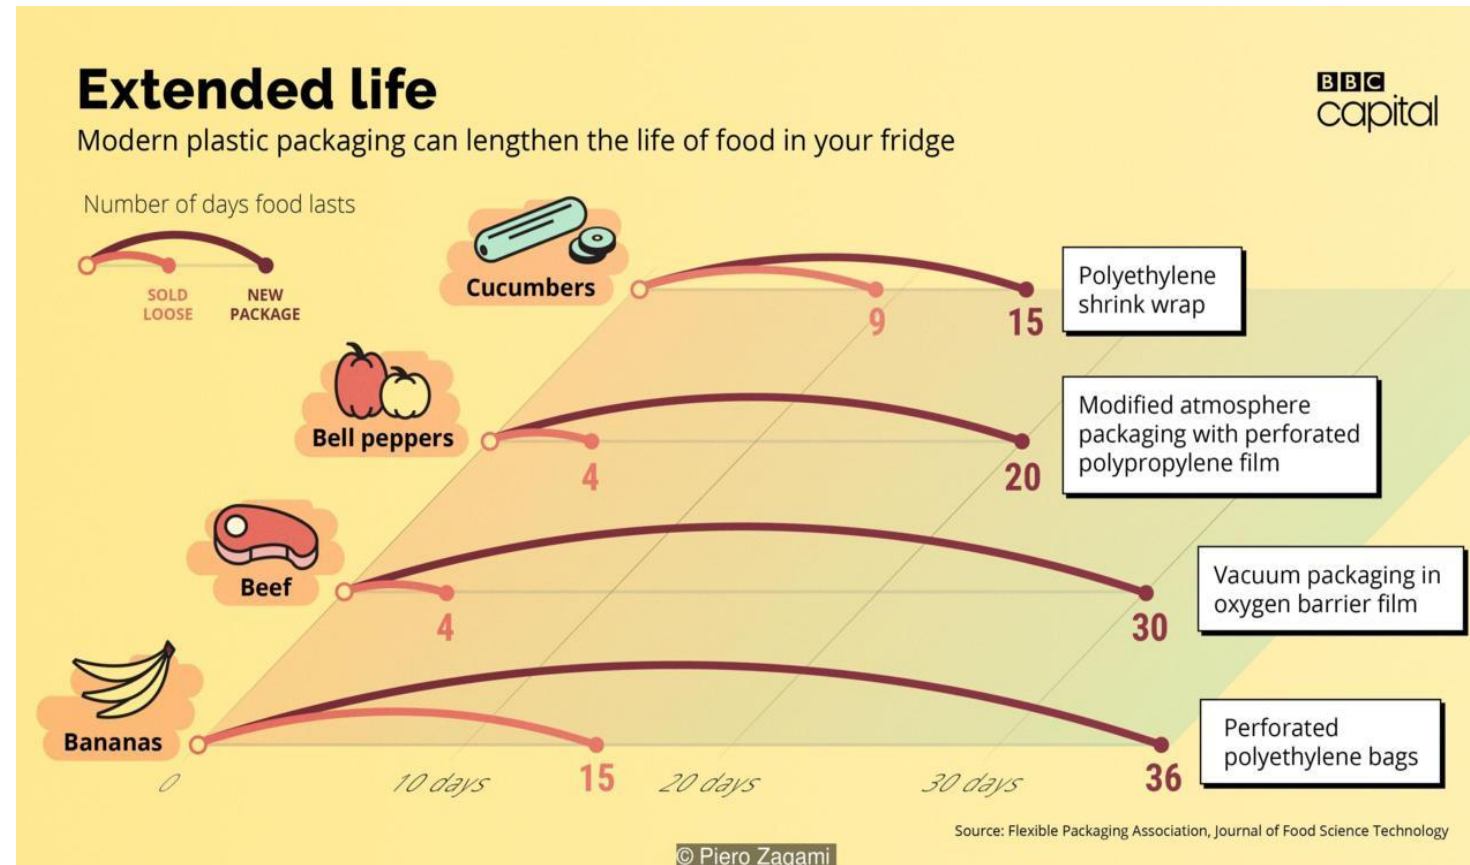 Extended life
Modern plastic packaging can lengthen the life of food in your fridge
BBC
capital
Number of days food lasts
SOLD
LOOSE
NEW
PACKAGE
Cucumbers
9
15
Polyethylene
shrink wrap
Bell peppers
4
20
Modified atmosphere
packaging with perforated
polypropylene film
Beef
4
30
Vacuum packaging in
oxygen barrier film
Bananas
15
36
Perforated
polyethylene bags
0
10 days
20 days
30 days
Source: Flexible Packaging Association, Journal of Food Science Technology
© Piero Zagami